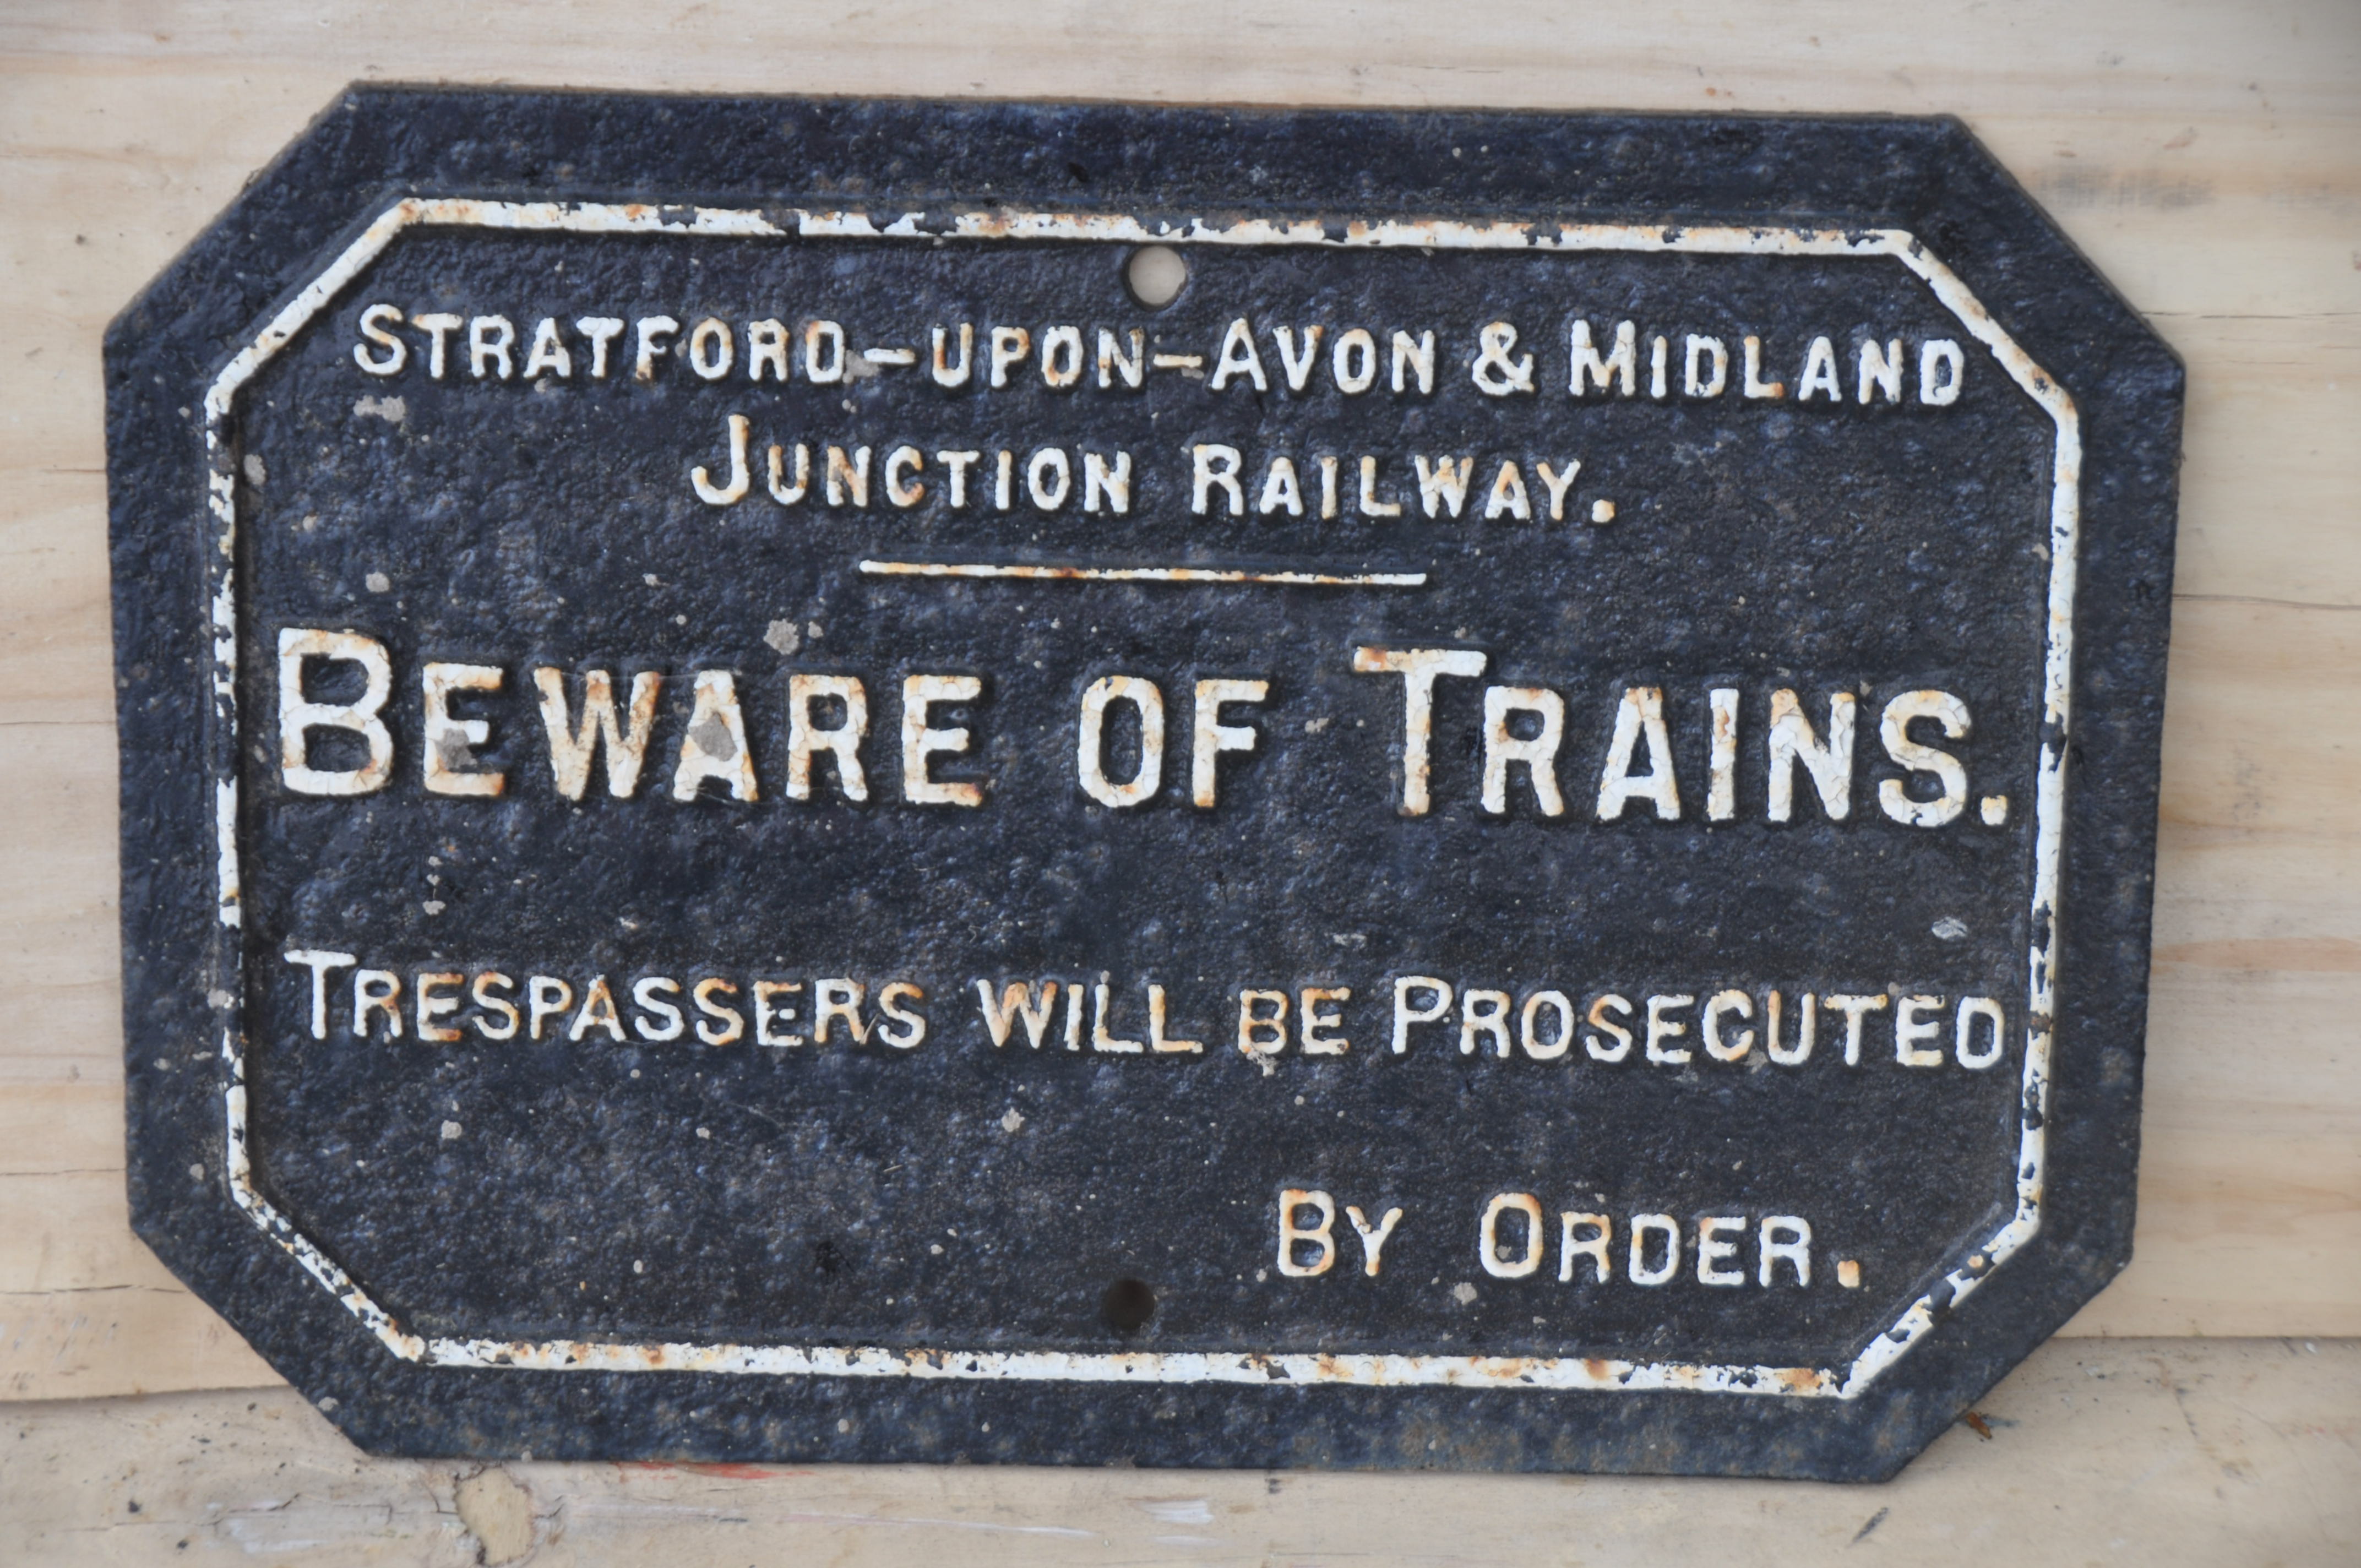 STRATFORD-UPON-AVON & MIDLAND
JUNCTION RAILWAY.
BEWARE OF TRAINS.
TRESPASSERS WILL BE PROSECUTED
BY ORDER.